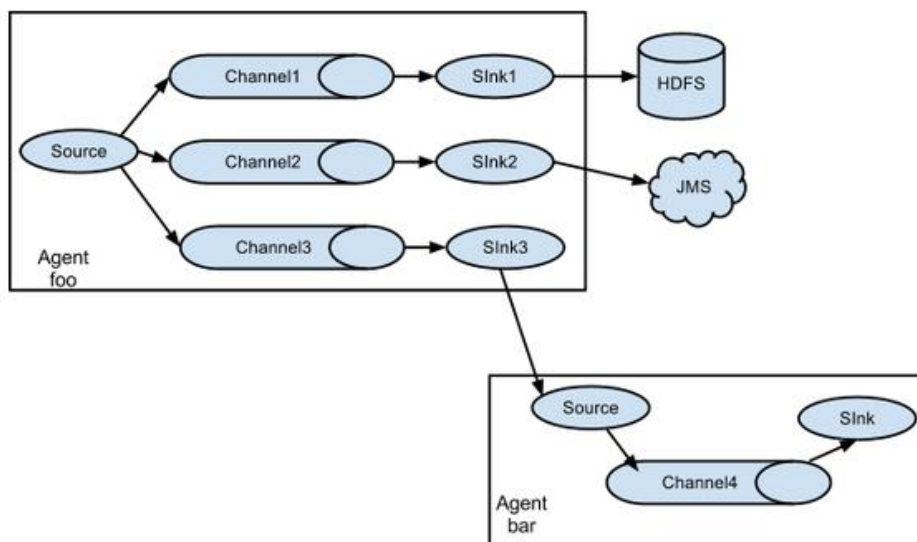 Channel1
SInk1
HDFS
Source
Channel2
SInk2
JMS
Channel3
SInk3
Agent
foo
Source
SInk
Channel4
Agent
bar